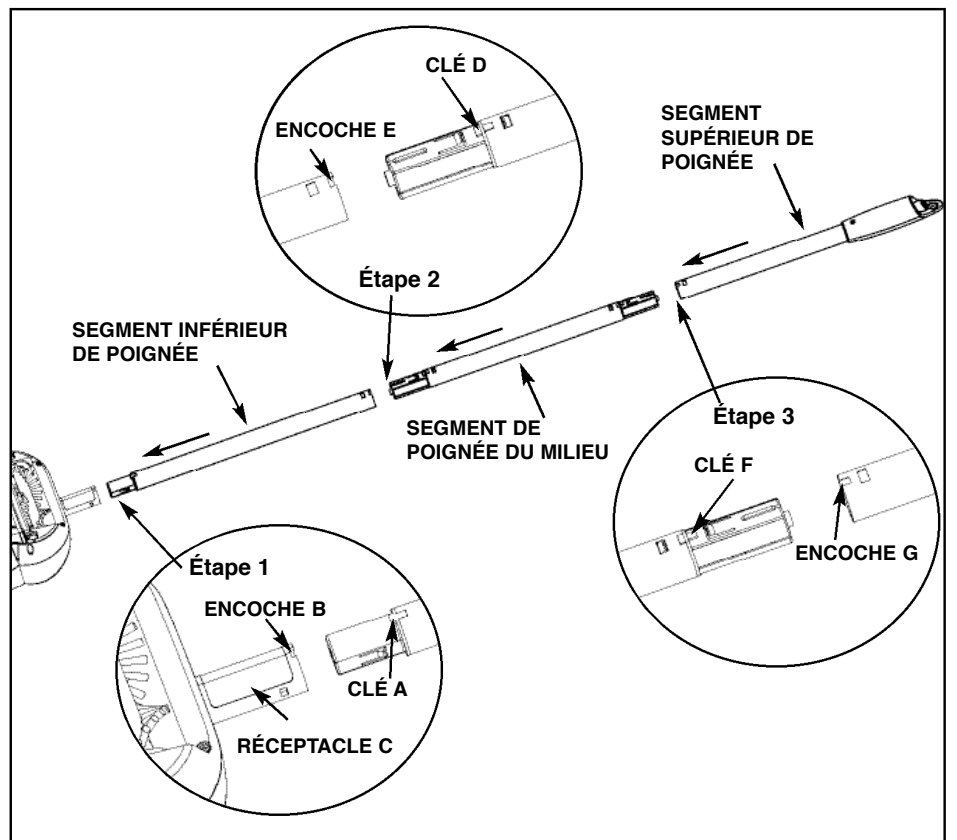 CLÉ D
ENCOCHE E
SEGMENT
SUPÉRIEUR DE
POIGNÉE
Étape 2
SEGMENT INFÉRIEUR
DE POIGNÉE
SEGMENT DE
POIGNÉE DU MILIEU
Étape 3
CLÉ F
ENCOCHE G
Étape 1
ENCOCHE B
CLÉ A
RÉCEPTACLE C